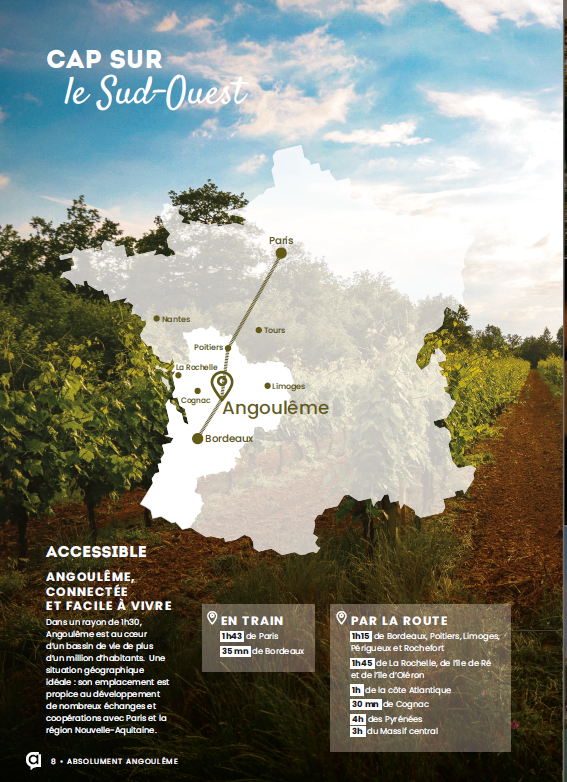 CAP SUR
le Sud-Ouest
Paris
Nantes
Tours
Poitiers
La Rochelle
Limoges
Cognac
Angoulême
Bordeaux
ACCESSIBLE
ANGOULÊME,
CONNECTÉE
ET FACILE À VIVRE
Dans un rayon de 1h30,
Angoulême est au cœur
d'un bassin de vie de plus
d'un million d'habitants. Une
situation géographique
idéale : son emplacement est
propice au développement
de nombreux échanges et
coopérations avec Paris et la
région Nouvelle-Aquitaine.
EN TRAIN
1h43 de Paris
35 mn de Bordeaux
PAR LA ROUTE
1h15 de Bordeaux, Poitiers, Limoges,
Périgueux et Rochefort
1h45 de La Rochelle, de l'île de Ré
et de l'île d'Oléron
1h de la côte Atlantique
30 mn de Cognac
4h des Pyrénées
3h du Massif central
8 • ABSOLUMENT ANGOULÊME